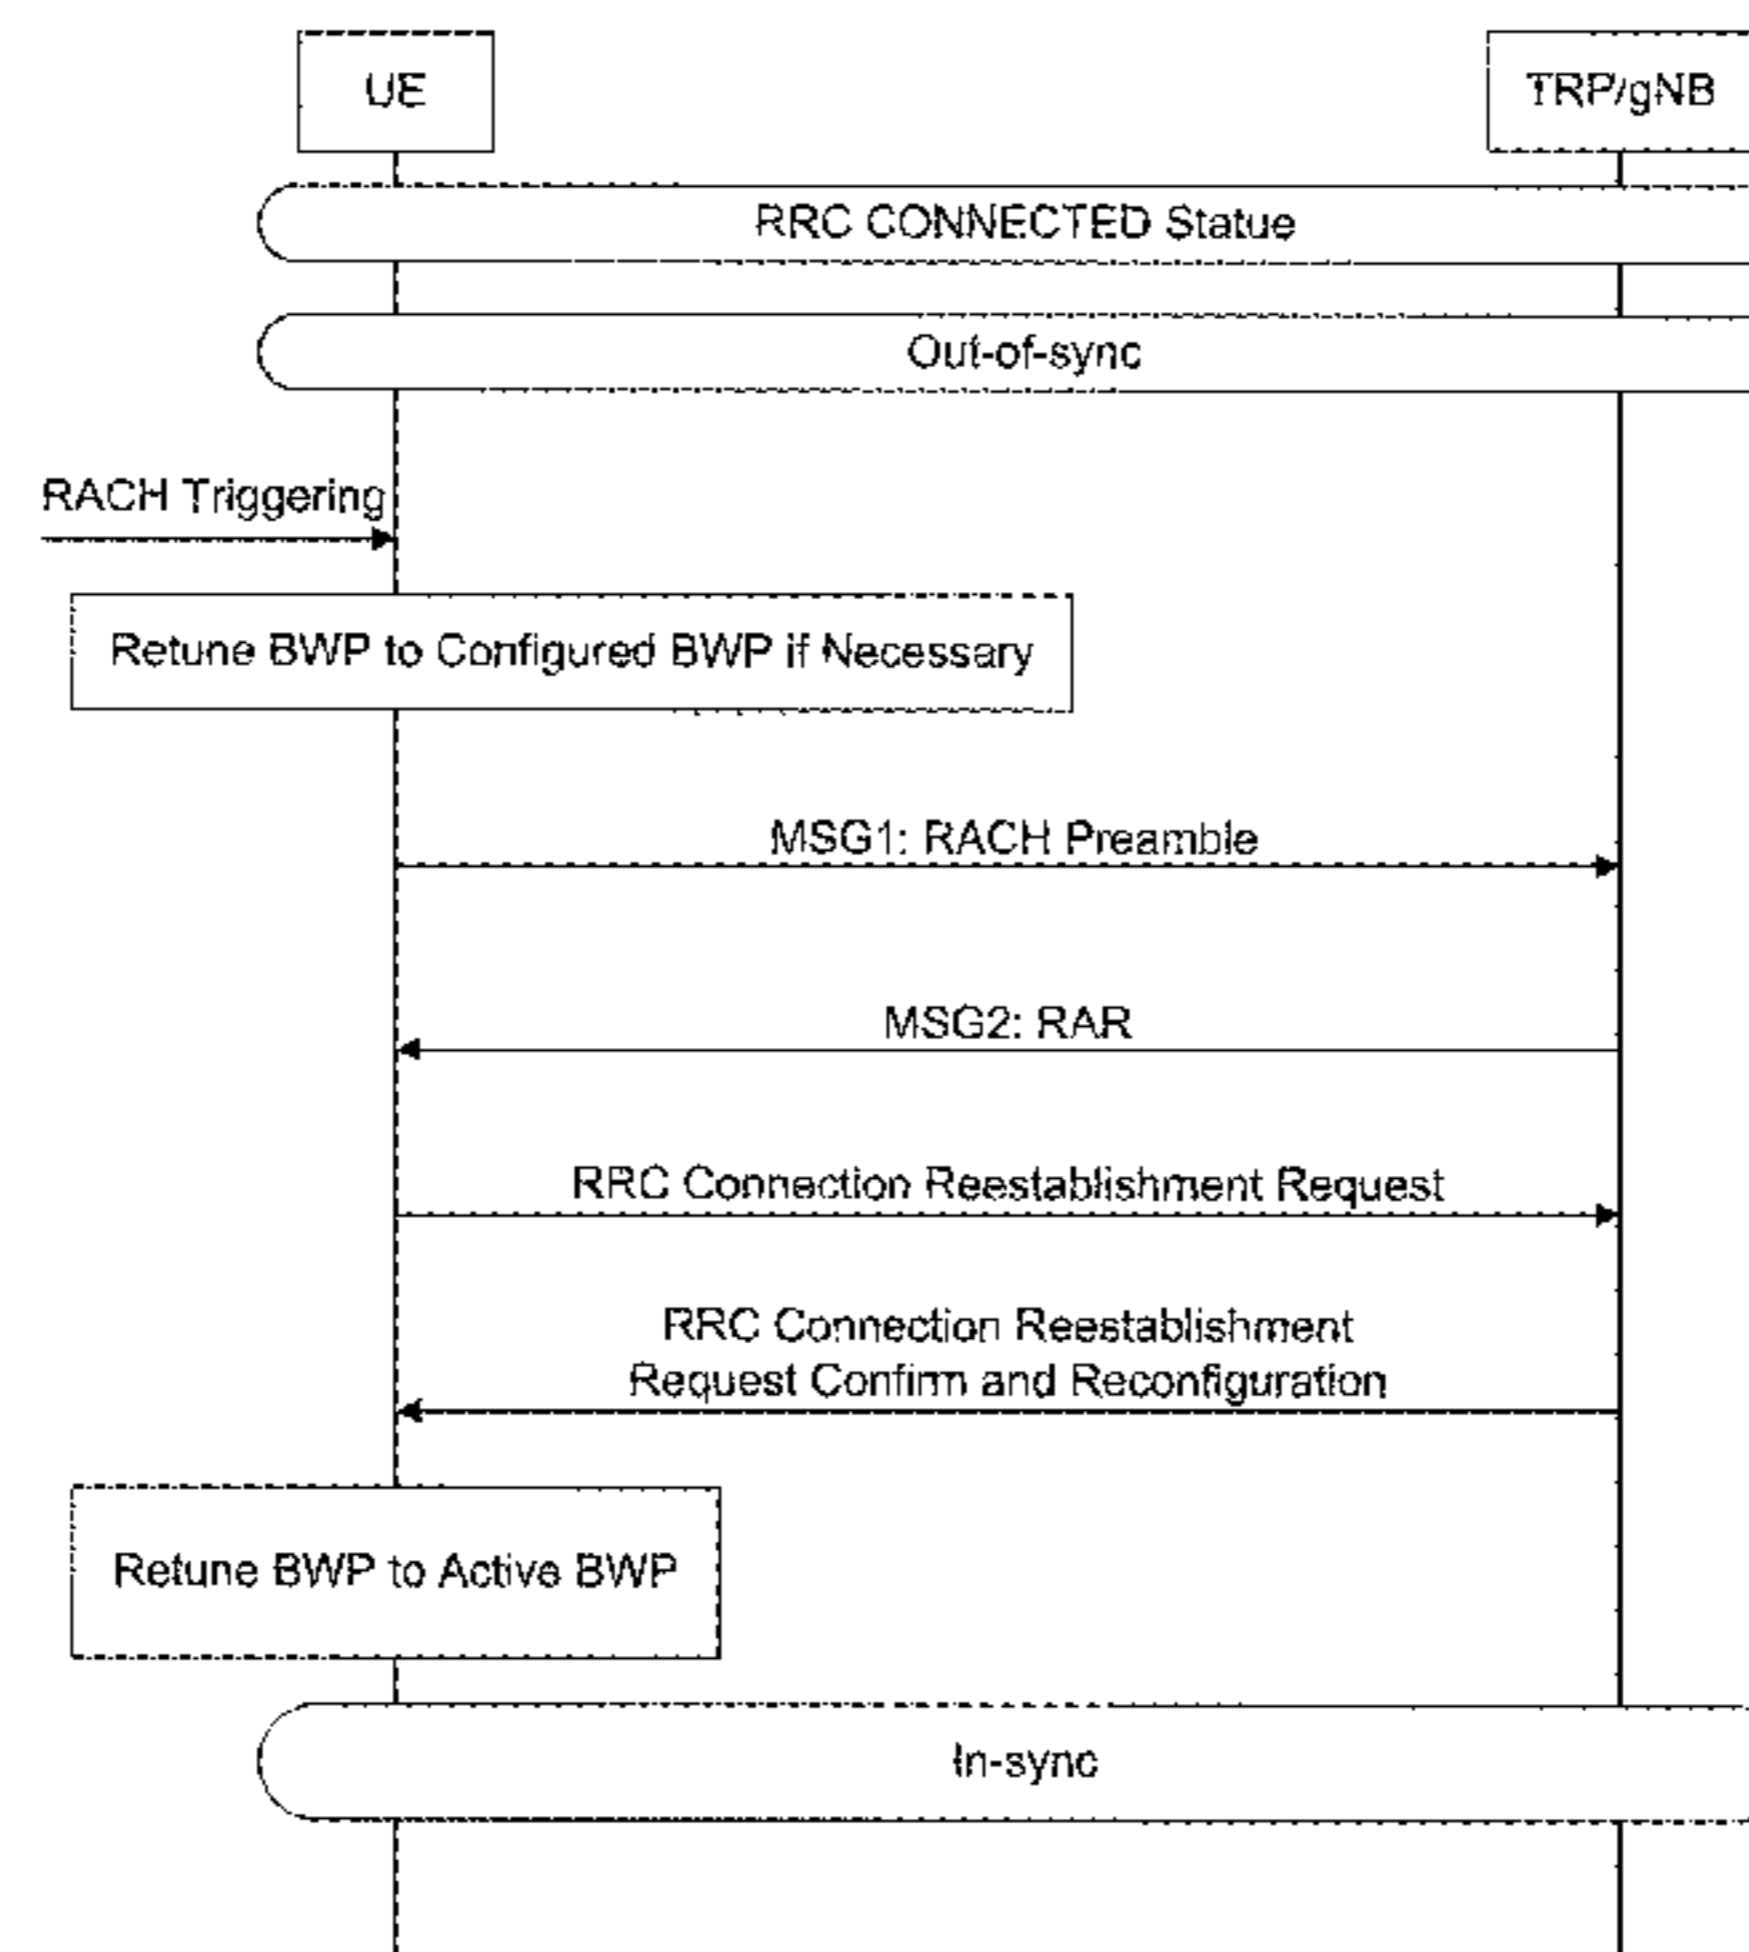 UE
TRP/gNB
RRC CONNECTED Statue
Out-of-sync
RACH Triggering
Retune BWP to Configured BWP if Necessary
MSG1: RACH Preamble
MSG2: RAR
RRC Connection Reestablishment Request
RRC Connection Reestablishment
Request Confirm and Reconfiguration
Retune BWP to Active BWP
In-sync